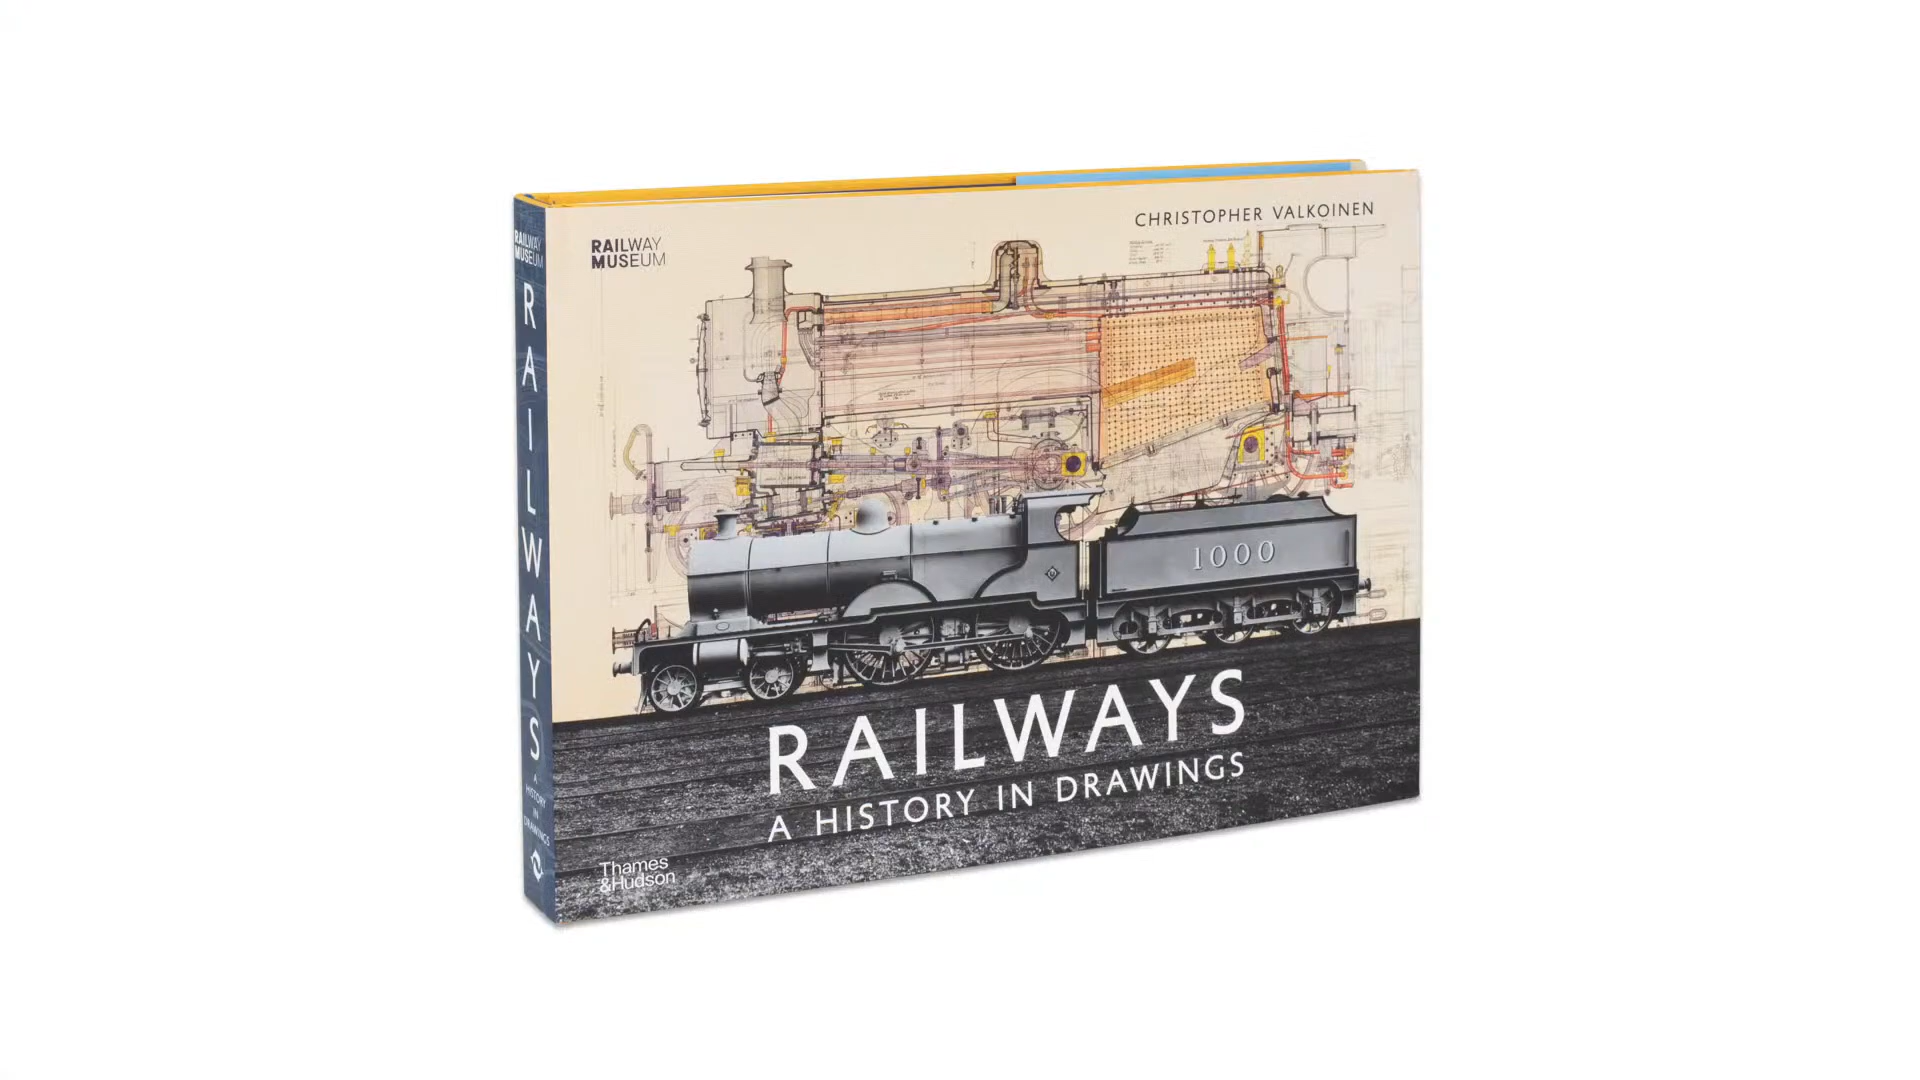 RAILWAY
MUSEUM
RAILWAYS
A
HISTORY
IN
DRAWINGS
RAILWAY
MUSEUM
CHRISTOPHER VALKOINEN
1000
RAILWAYS
A HISTORY IN DRAWINGS
Thames
&Hudson